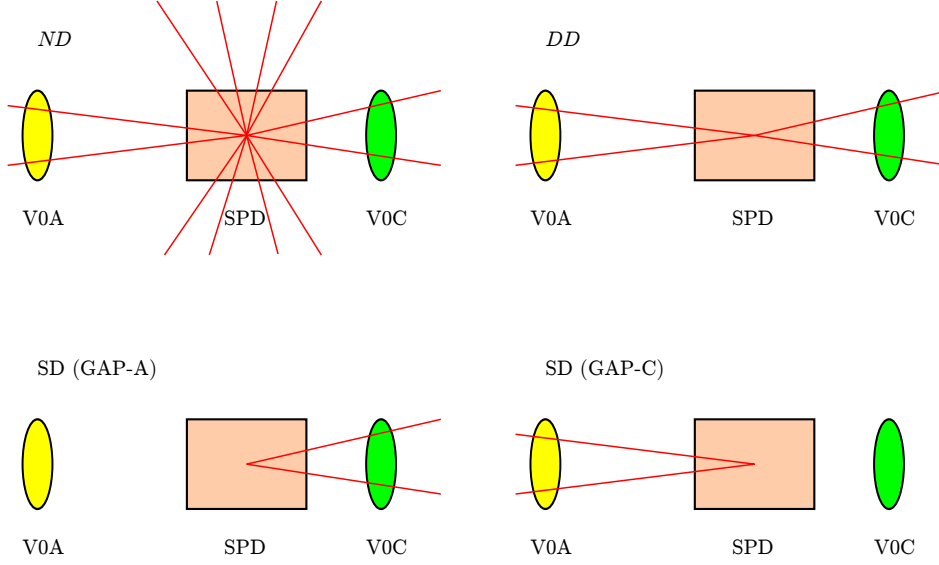 ND
DD
V0A
SPD
V0C
V0A
SPD
V0C
SD (GAP-A)
SD (GAP-C)
V0A
SPD
V0C
V0A
SPD
V0C